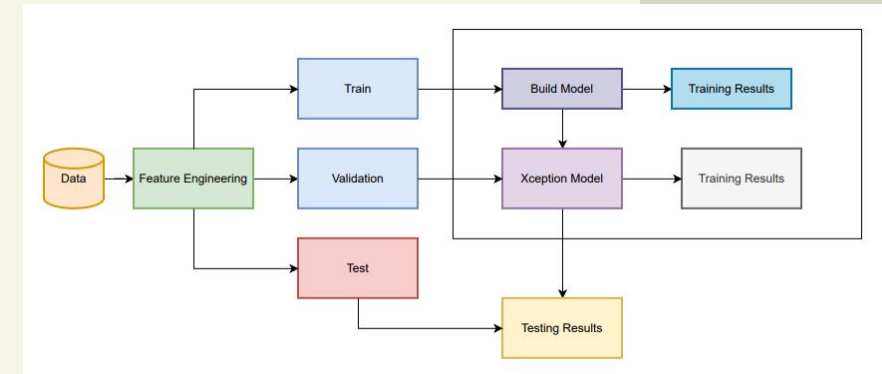 Train
Build Model
Training Results
Data
Feature Engineering
Validation
Xception Model
Training Results
Test
Testing Results